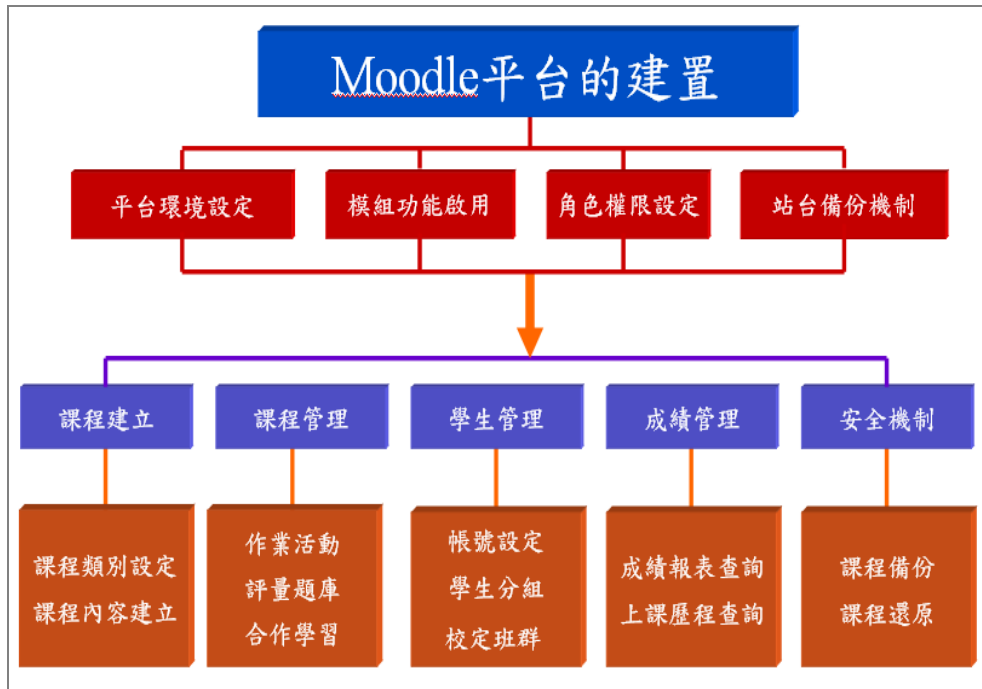 Moodle平台的建置
平台環境設定
模組功能啟用
角色權限設定
站台備份機制
課程建立
課程管理
學生管理
成績管理
安全機制
課程類別設定
課程內容建立
作業活動
評量題庫
合作學習
帳號設定
學生分組
校定班群
成績報表查詢
上課歷程查詢
課程備份
課程還原